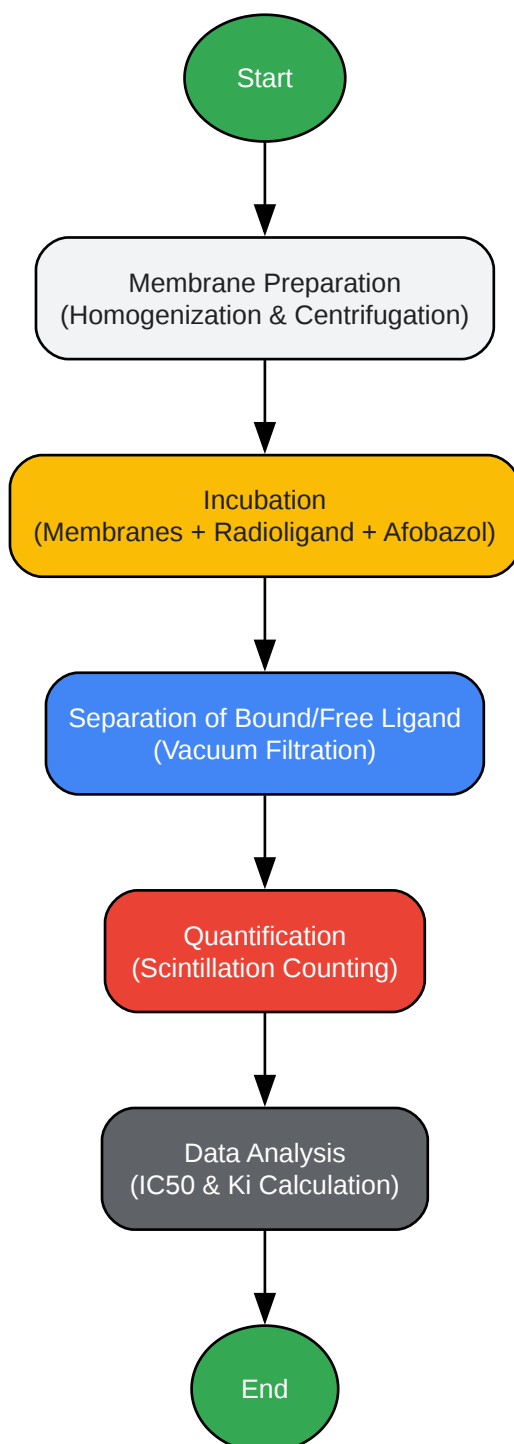 Start
Membrane Preparation
(Homogenization & Centrifugation)
Incubation
(Membranes + Radioligand + Afobazol)
Separation of Bound/Free Ligand
(Vacuum Filtration)
Quantification
(Scintillation Counting)
Data Analysis
(IC50 & Ki Calculation)
End